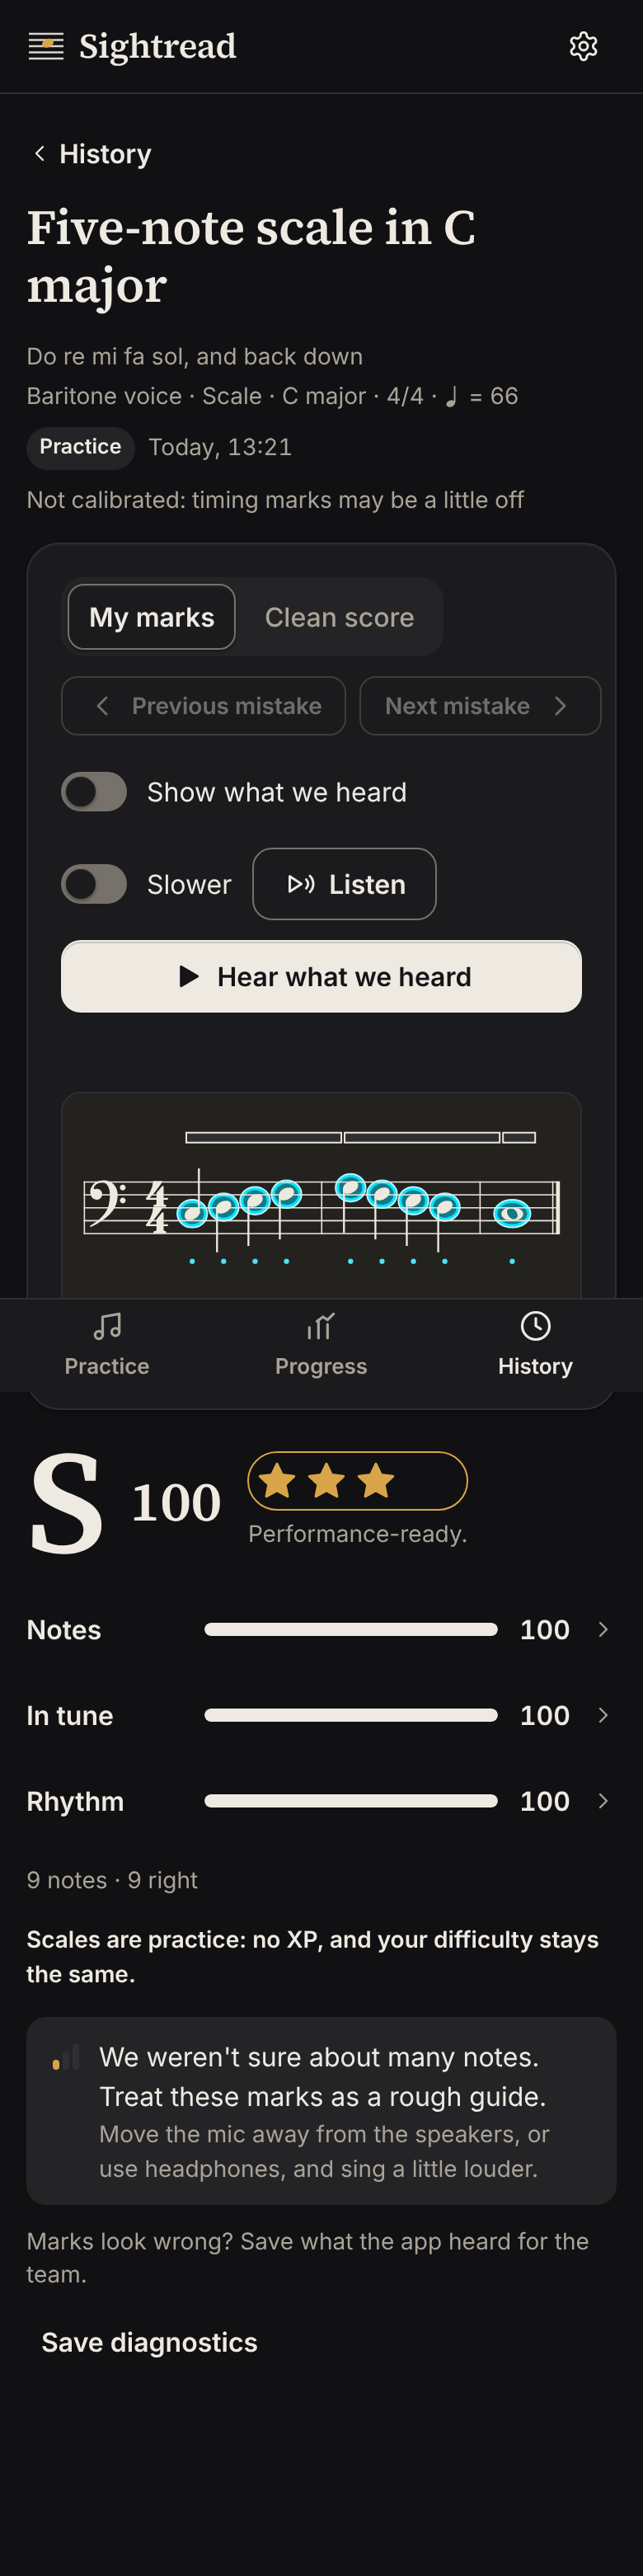 Sightread
History
Five-note scale in C
major
Do re mi fa sol, and back down
Baritone voice · Scale · C major · 4/4 · ♩ = 66
Practice Today, 13:21
Not calibrated: timing marks may be a little off
My marks Clean score
Previous mistake Next mistake
Show what we heard
Slower Listen
Hear what we heard
4
4
Practice Progress History
S 100
Performance-ready.
Notes 100
In tune 100
Rhythm 100
9 notes · 9 right
Scales are practice: no XP, and your difficulty stays
the same.
We weren't sure about many notes.
Treat these marks as a rough guide.
Move the mic away from the speakers, or
use headphones, and sing a little louder.
Marks look wrong? Save what the app heard for the
team.
Save diagnostics